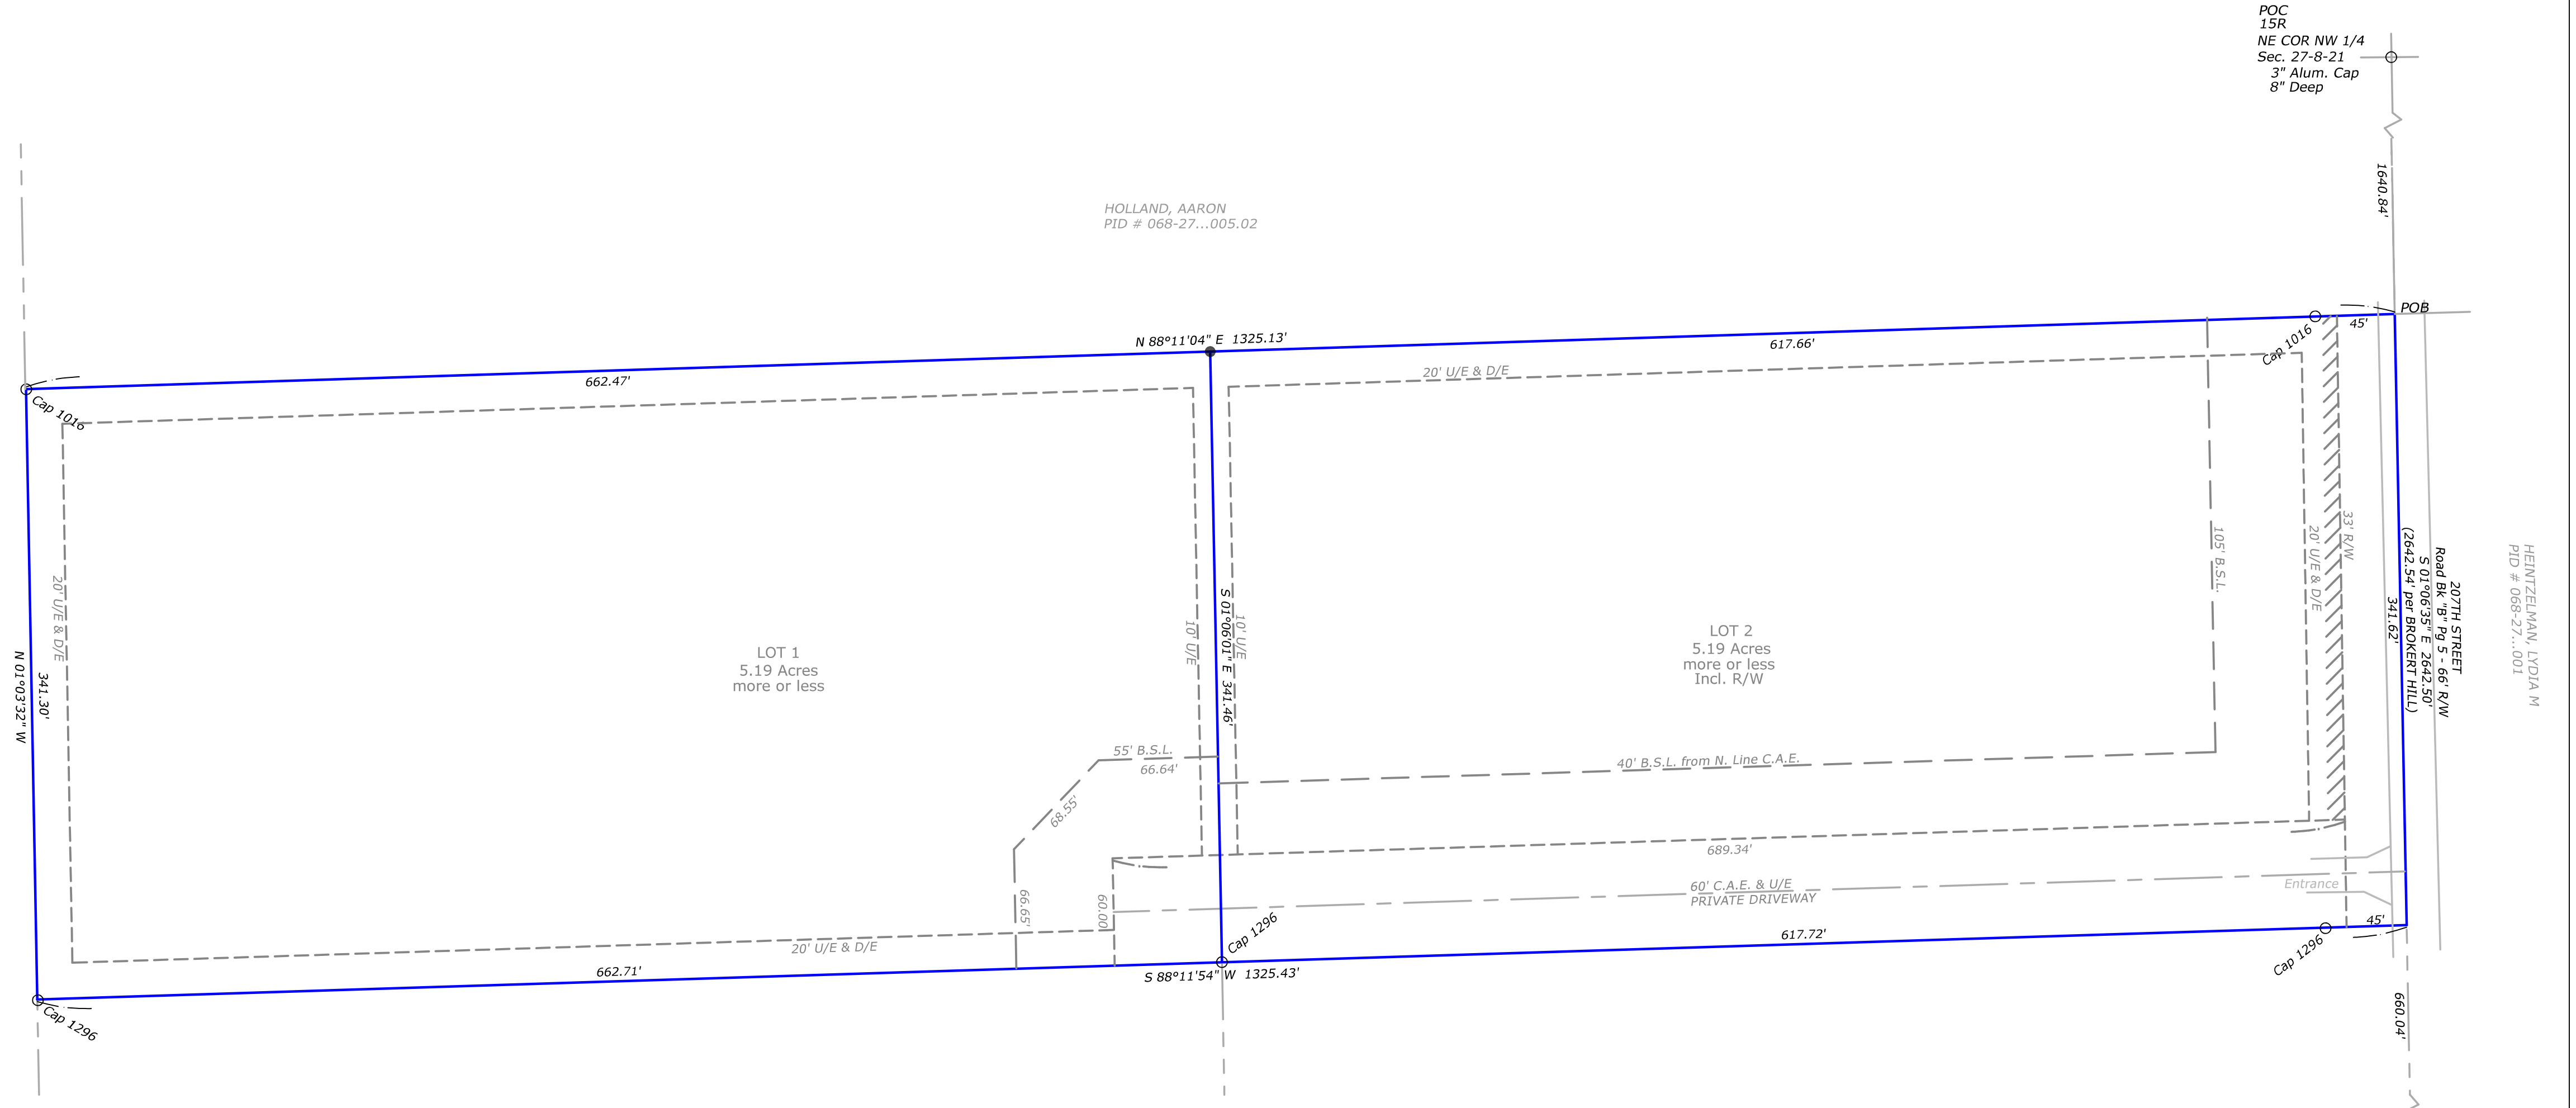 POC
15R
NE COR NW 1/4
Sec. 27-8-21
3" Alum. Cap
8" Deep
1640.84'
HOLLAND, AARON
PID # 068-27...005.02
POB
45'
Cap 1016
N 88°11'04" E 1325.13'
617.66'
662.47'
20' U/E & D/E
Cap 1016
20' U/E & D/E
N 01°03'32" W
341.30'
LOT 1
5.19 Acres
more or less
10' U/E
S 01°06'01" E 341.46'
10' U/E
LOT 2
5.19 Acres
more or less
Incl. R/W
105' B.S.L.
20' U/E & D/E
33' R/W
341.62'
(2642.54' per BROKERT HILL)
S 01°06'35" E 2642.50'
Road Bk "B" Pg 5 - 66' R/W
207TH STREET
HEINTZELMAN, LYDIA M
PID # 068-27...001
55' B.S.L.
66.64'
68.55'
40' B.S.L. from N. Line C.A.E.
689.34'
66.65'
60.00'
60' C.A.E. & U/E
PRIVATE DRIVEWAY
Entrance
20' U/E & D/E
Cap 1296
617.72'
45'
Cap 1296
662.71'
S 88°11'54" W 1325.43'
Cap 1296
660.04'